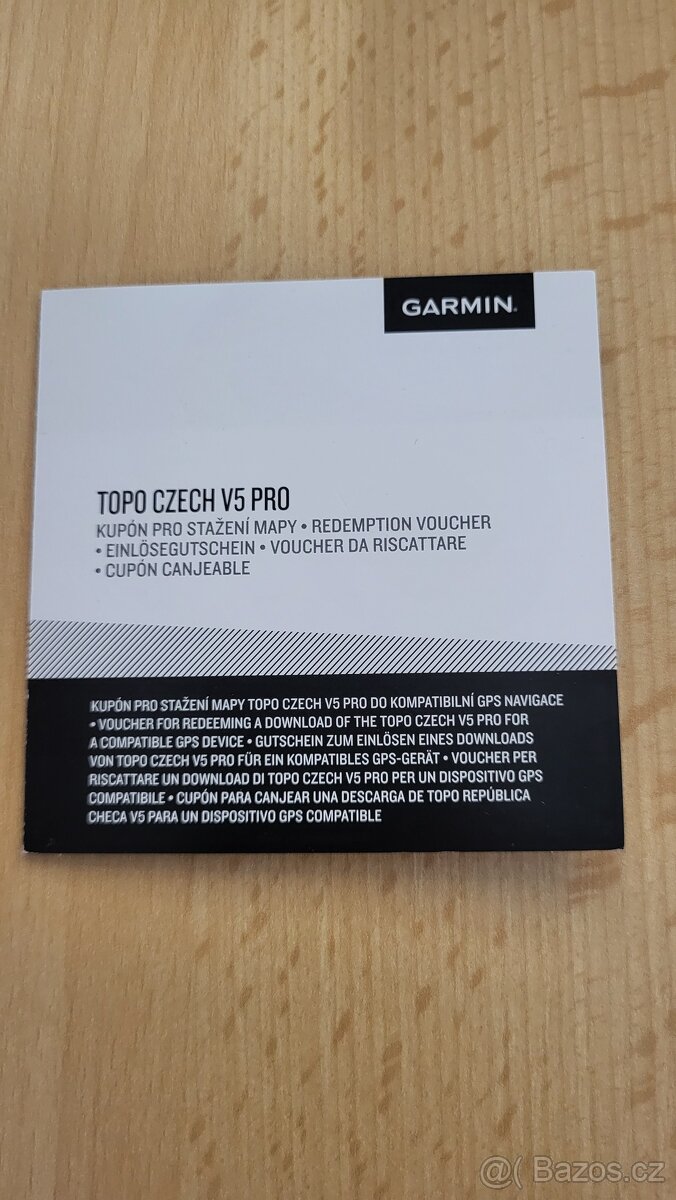 GARMIN
TOPO CZECH V5 PRO
KUPÓN PRO STAŽENÍ MAPY • REDEMPTION VOUCHER
• EINLÖSEGUTSCHEIN • VOUCHER DA RISCATTARE
• CUPÓN CANJEABLE
KUPÓN PRO STAŽENÍ MAPY TOPO CZECH V5 PRO DO KOMPATIBILNÍ GPS NAVIGACE
• VOUCHER FOR REDEEMING A DOWNLOAD OF THE TOPO CZECH V5 PRO FOR
A COMPATIBLE GPS DEVICE • GUTSCHEIN ZUM EINLÖSEN EINES DOWNLOADS
VON TOPO CZECH V5 PRO FÜR EIN KOMPATIBLES GPS-GERÄT • VOUCHER PER
RISCATTARE UN DOWNLOAD DI TOPO CZECH V5 PRO PER UN DISPOSITIVO GPS
COMPATIBILE • CUPÓN PARA CANJEAR UNA DESCARGA DE TOPO REPÚBLICA
CHECA V5 PARA UN DISPOSITIVO GPS COMPATIBLE
@( Bazos.cz